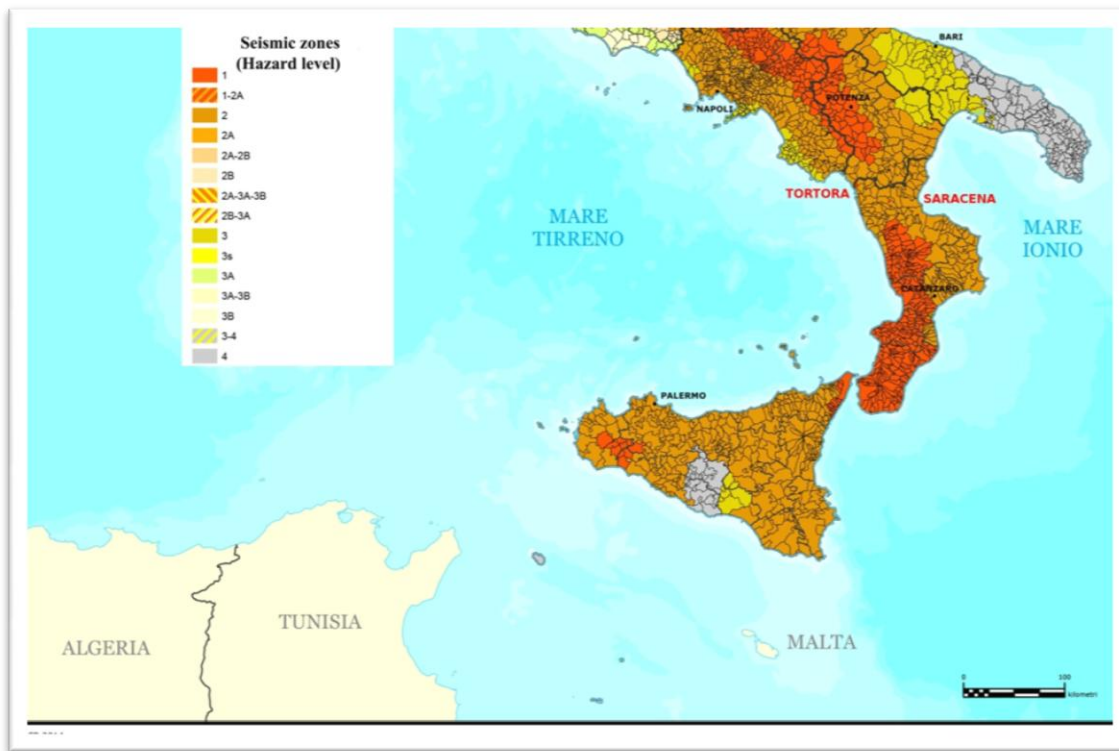 Seismic zones
(Hazard level)
1
1-2A
2
2A
2A-2B
2B
2A-3A-3B
2B-3A
3
3s
3A
3A-3B
3B
3-4
4
BARI
NAPOLI
POTENZA
TORTORA
SARACENA
MARE
TIRRENO
MARE
IONIO
CATANZARO
PALERMO
TUNISIA
ALGERIA
MALTA
0
100
kilometri